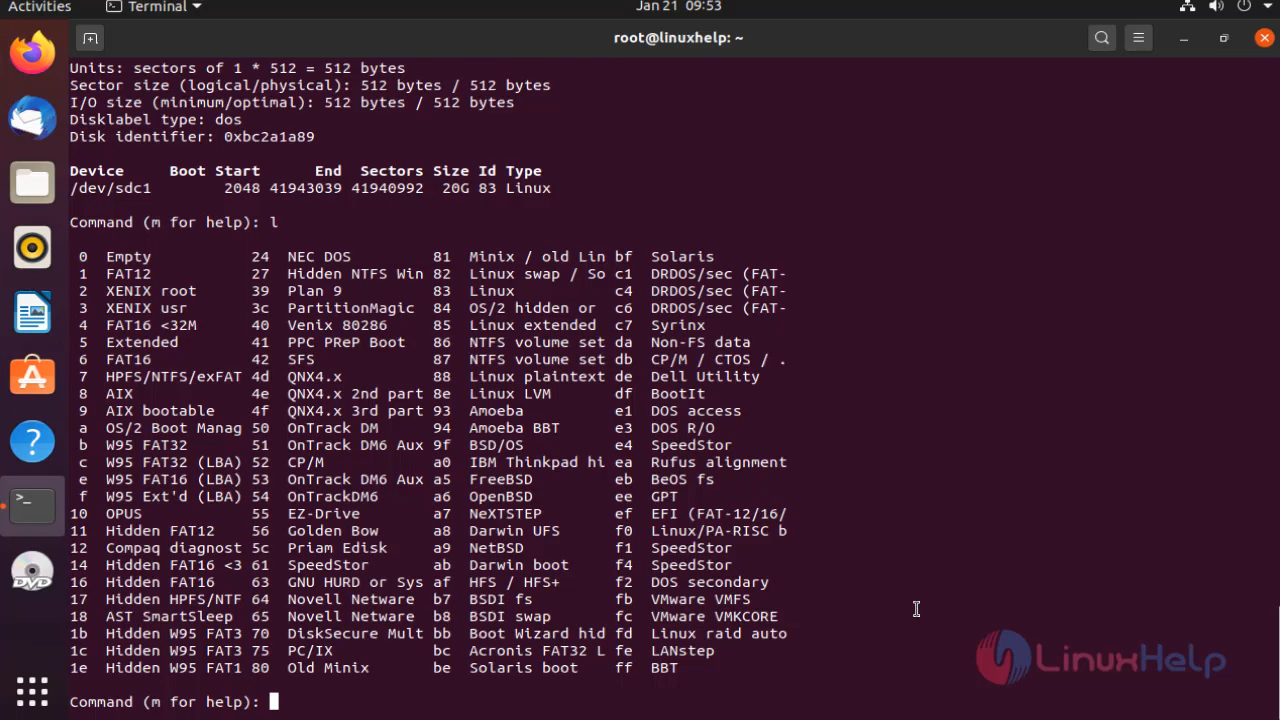 Activities Terminal Jan 21 09:53
root@linuxhelp: ~
Units: sectors of 1 * 512 = 512 bytes
Sector size (logical/physical): 512 bytes / 512 bytes
I/O size (minimum/optimal): 512 bytes / 512 bytes
Disklabel type: dos
Disk identifier: 0xbc2a1a89
Device Boot Start End Sectors Size Id Type
/dev/sdc1 2048 41943039 41940992 20G 83 Linux
Command (m for help): l
0 Empty 24 NEC DOS 81 Minix / old Lin bf Solaris
1 FAT12 27 Hidden NTFS Win 82 Linux swap / So c1 DRDOS/sec (FAT-
2 XENIX root 39 Plan 9 83 Linux c4 DRDOS/sec (FAT-
3 XENIX usr 3c PartitionMagic 84 OS/2 hidden or c6 DRDOS/sec (FAT-
4 FAT16 <32M 40 Venix 80286 85 Linux extended c7 Syrinx
5 Extended 41 PPC PReP Boot 86 NTFS volume set da Non-FS data
6 FAT16 42 SFS 87 NTFS volume set db CP/M / CTOS / .
7 HPFS/NTFS/exFAT 4d QNX4.x 88 Linux plaintext de Dell Utility
8 AIX 4e QNX4.x 2nd part 8e Linux LVM df BootIt
9 AIX bootable 4f QNX4.x 3rd part 93 Amoeba e1 DOS access
a OS/2 Boot Manag 50 OnTrack DM 94 Amoeba BBT e3 DOS R/O
b W95 FAT32 51 OnTrack DM6 Aux 9f BSD/OS e4 SpeedStor
c W95 FAT32 (LBA) 52 CP/M a0 IBM Thinkpad hi ea Rufus alignment
e W95 FAT16 (LBA) 53 OnTrack DM6 Aux a5 FreeBSD eb BeOS fs
f W95 Ext'd (LBA) 54 OnTrackDM6 a6 OpenBSD ee GPT
10 OPUS 55 EZ-Drive a7 NeXTSTEP ef EFI (FAT-12/16/
11 Hidden FAT12 56 Golden Bow a8 Darwin UFS f0 Linux/PA-RISC b
12 Compaq diagnost 5c Priam Edisk a9 NetBSD f1 SpeedStor
14 Hidden FAT16 <3 61 SpeedStor ab Darwin boot f4 SpeedStor
16 Hidden FAT16 63 GNU HURD or Sys af HFS / HFS+ f2 DOS secondary
17 Hidden HPFS/NTF 64 Novell Netware b7 BSDI fs fb VMware VMFS
18 AST SmartSleep 65 Novell Netware b8 BSDI swap fc VMware VMKCORE
1b Hidden W95 FAT3 70 DiskSecure Mult bb Boot Wizard hid fd Linux raid auto
1c Hidden W95 FAT3 75 PC/IX bc Acronis FAT32 L fe LANstep
1e Hidden W95 FAT1 80 Old Minix be Solaris boot ff BBT
Command (m for help):
LinuxHelp
DVD